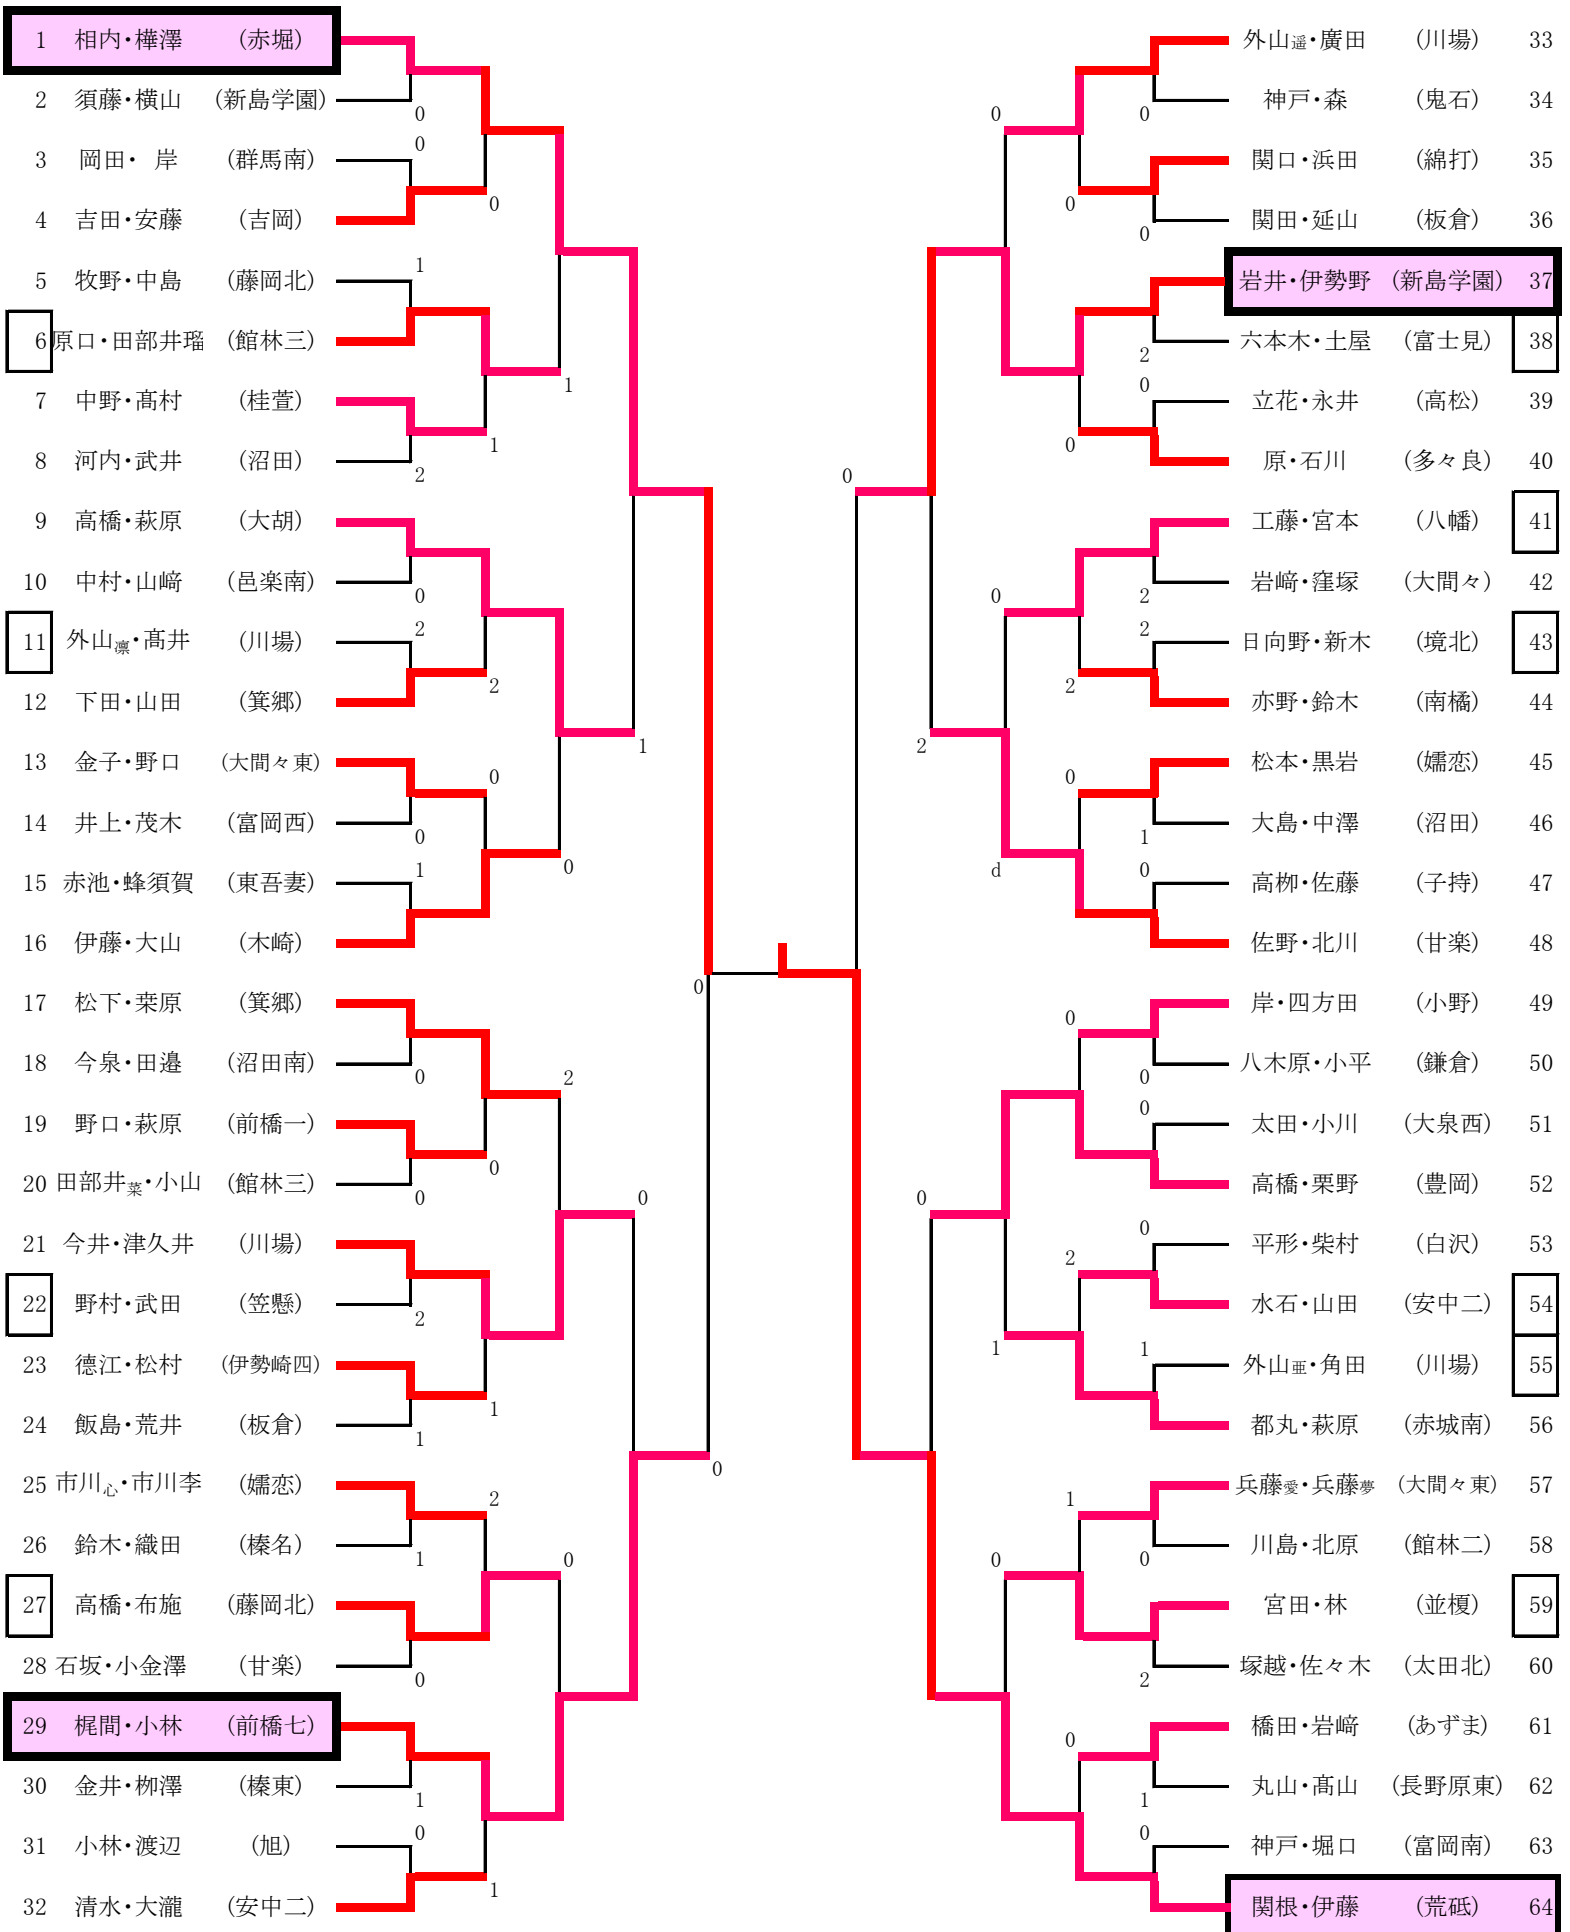 1 相内・樺澤 (赤堀)
2 須藤・横山 (新島学園)
3 岡田・ 岸 (群馬南)
4 吉田・安藤 (吉岡)
5 牧野・中島 (藤岡北)
6 原口・田部井瑠 (館林三)
7 中野・髙村 (桂萱)
8 河内・武井 (沼田)
9 高橋・萩原 (大胡)
10 中村・山﨑 (邑楽南)
11 外山凛・髙井 (川場)
12 下田・山田 (箕郷)
13 金子・野口 (大間々東)
14 井上・茂木 (富岡西)
15 赤池・蜂須賀 (東吾妻)
16 伊藤・大山 (木崎)
17 松下・桒原 (箕郷)
18 今泉・田邉 (沼田南)
19 野口・萩原 (前橋一)
20 田部井菜・小山 (館林三)
21 今井・津久井 (川場)
22 野村・武田 (笠懸)
23 德江・松村 (伊勢崎四)
24 飯島・荒井 (板倉)
25 市川心・市川李 (嬬恋)
26 鈴木・織田 (榛名)
27 高橋・布施 (藤岡北)
28 石坂・小金澤 (甘楽)
29 梶間・小林 (前橋七)
30 金井・栁澤 (榛東)
31 小林・渡辺 (旭)
32 清水・大瀧 (安中二)
0
0
0
1
1
1
2
0
2
2
1
0
0
1
0
0
2
0
0
0
2
1
1
0
2
1
0
0
1
0
1
0
0
0
外山遥・廣田 (川場) 33
神戸・森 (鬼石) 34
関口・浜田 (綿打) 35
関田・延山 (板倉) 36
岩井・伊勢野 (新島学園) 37
六本木・土屋 (富士見) 38
立花・永井 (高松) 39
原・石川 (多々良) 40
工藤・宮本 (八幡) 41
岩﨑・窪塚 (大間々) 42
日向野・新木 (境北) 43
亦野・鈴木 (南橘) 44
松本・黒岩 (嬬恋) 45
大島・中澤 (沼田) 46
高栁・佐藤 (子持) 47
佐野・北川 (甘楽) 48
岸・四方田 (小野) 49
八木原・小平 (鎌倉) 50
太田・小川 (大泉西) 51
高橋・栗野 (豊岡) 52
平形・柴村 (白沢) 53
水石・山田 (安中二) 54
外山亜・角田 (川場) 55
都丸・萩原 (赤城南) 56
兵藤愛・兵藤夢 (大間々東) 57
川島・北原 (館林二) 58
宮田・林 (並榎) 59
塚越・佐々木 (太田北) 60
橋田・岩﨑 (あずま) 61
丸山・髙山 (長野原東) 62
神戸・堀口 (富岡南) 63
関根・伊藤 (荒砥) 64
0
0
0
0
2
0
0
0
0
2
2
2
2
0
1
d
0
0
0
0
0
0
2
1
1
1
0
0
2
0
1
0